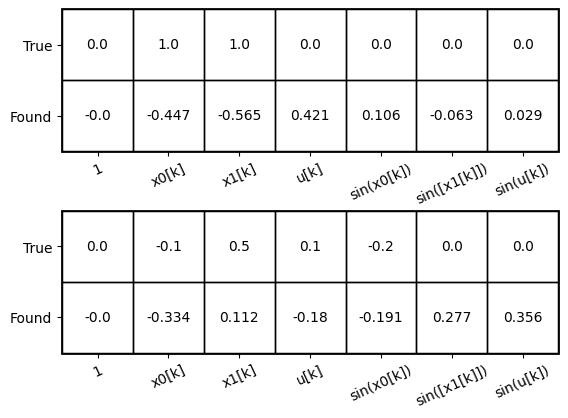 True 0.0 1.0 1.0 0.0 0.0 0.0 0.0
Found -0.0 -0.447 -0.565 0.421 0.106 -0.063 0.029
1 x0[k] x1[k] u[k] sin(x0[k]) sin([x1[k]]) sin(u[k])
True 0.0 -0.1 0.5 0.1 -0.2 0.0 0.0
Found -0.0 -0.334 0.112 -0.18 -0.191 0.277 0.356
1 x0[k] x1[k] u[k] sin(x0[k]) sin([x1[k]]) sin(u[k])